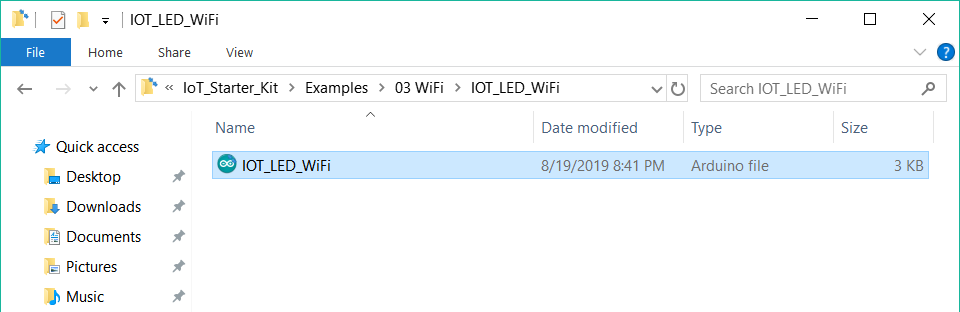 IOT_LED_WiFi
File Home Share View
« IoT_Starter_Kit > Examples > 03 WiFi > IOT_LED_WiFi
Search IOT_LED_WiFi
Name Date modified Type Size
Quick access
IOT_LED_WiFi 8/19/2019 8:41 PM Arduino file 3 KB
Desktop
Downloads
Documents
Pictures
Music